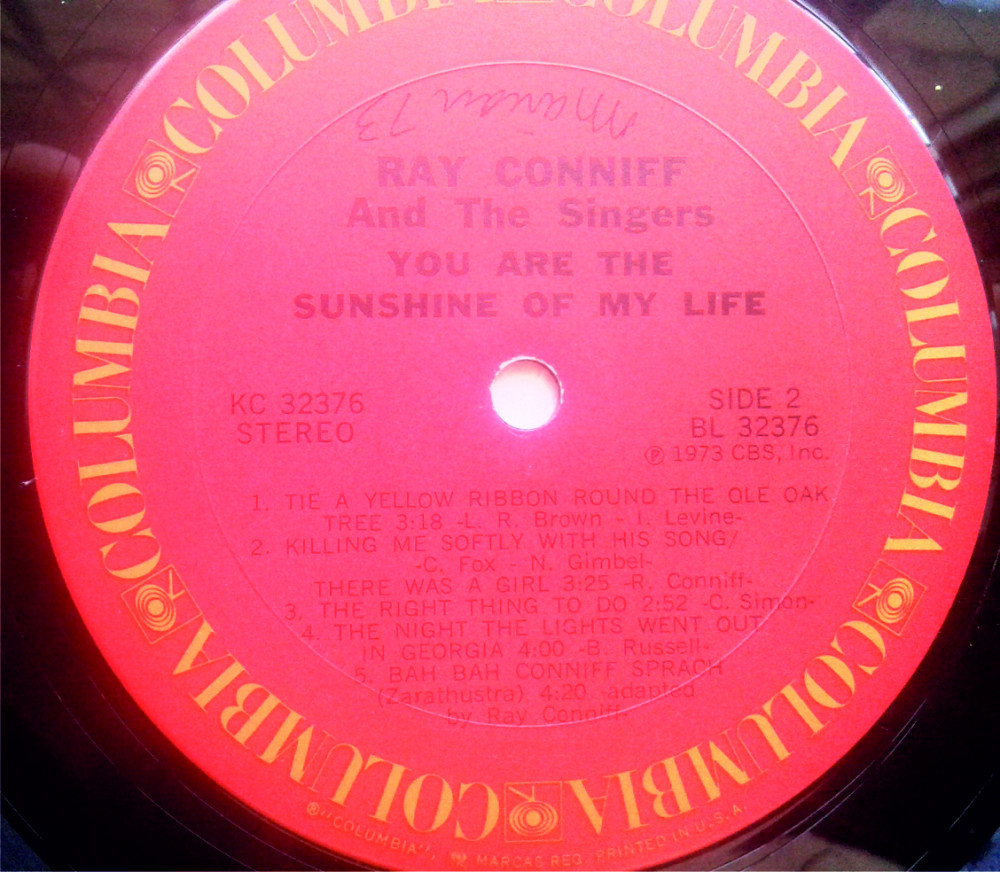 COLUMBIA
COLUMBIA
COLUMBIA
COLUMBIA
COLUMBIA
COLUMBIA
COLUMBIA
COLUMBIA
RAY CONNIFF
And The Singers
YOU ARE THE
SUNSHINE OF MY LIFE
KC 32376
STEREO
SIDE 2
BL 32376
℗ 1973 CBS, Inc.
1. TIE A YELLOW RIBBON ROUND THE OLE OAK
TREE 3:18 -L. R. Brown - I. Levine-
2. KILLING ME SOFTLY WITH HIS SONG/
-C. Fox - N. Gimbel-
THERE WAS A GIRL 3:25 -R. Conniff-
3. THE RIGHT THING TO DO 2:52 -C. Simon-
4. THE NIGHT THE LIGHTS WENT OUT
IN GEORGIA 4:00 -B. Russell-
5. BAH BAH CONNIFF SPRACH
(Zarathustra) 4:20 -adapted
by Ray Conniff-
®"COLUMBIA", MARCAS REG. PRINTED IN U.S.A.